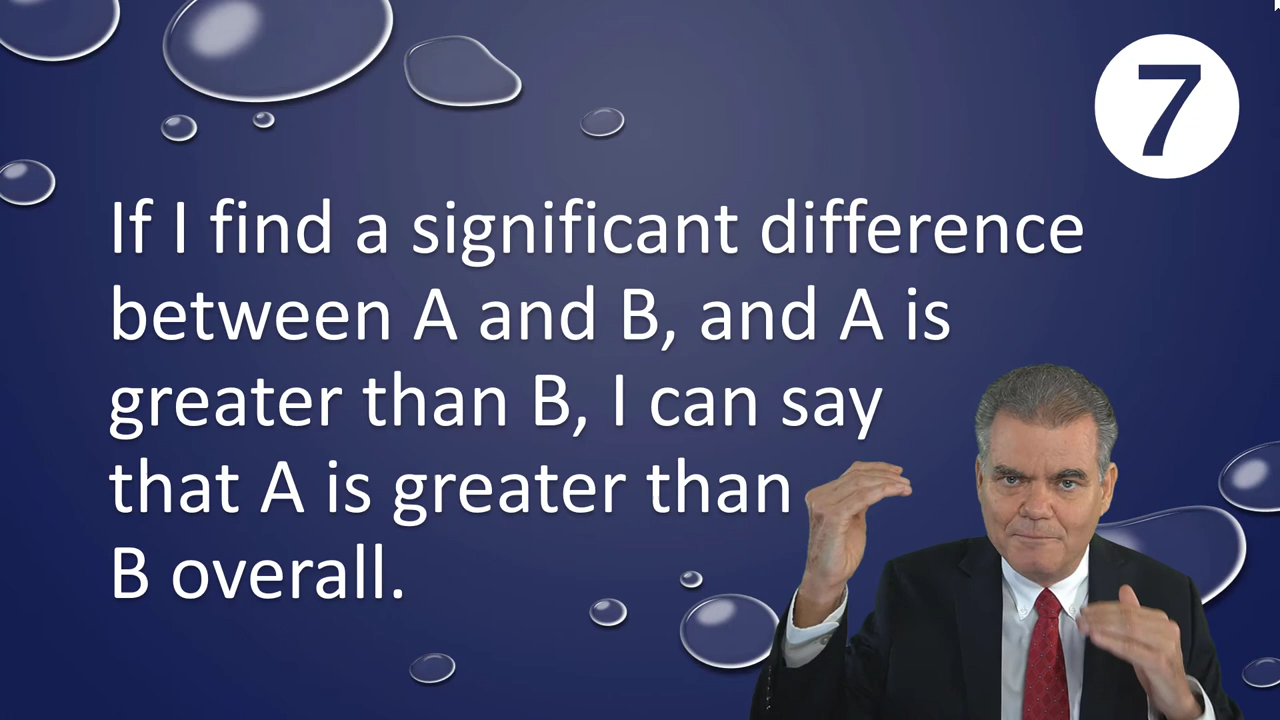 7
If I find a significant difference
between A and B, and A is
greater than B, I can say
that A is greater than
B overall.